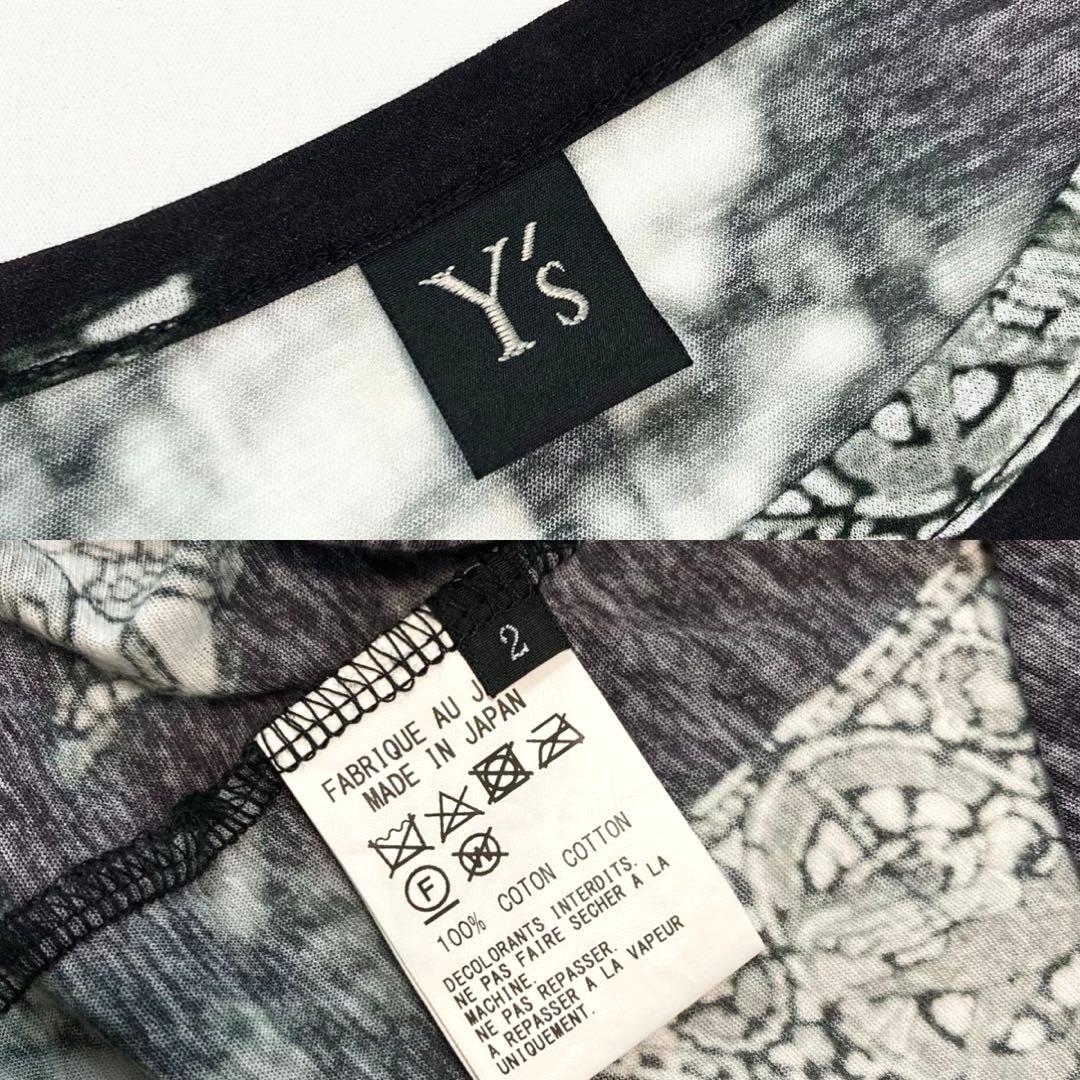 Y's
2
FABRIQUE AU J
MADE IN JAPAN
F
W
100% COTON COTTON
DECOLORANTS INTERDITS.
NE PAS FAIRE SECHER À LA
MACHINE.
NE PAS REPASSER.
A REPASSER A LA VAPEUR
UNIQUEMENT.